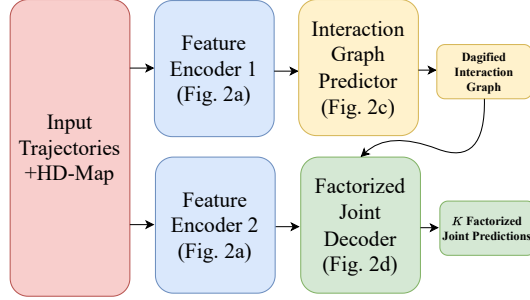 Input
Trajectories
+HD-Map
Feature
Encoder 1
(Fig. 2a)
Interaction
Graph
Predictor
(Fig. 2c)
Dagified
Interaction
Graph
Feature
Encoder 2
(Fig. 2a)
Factorized
Joint
Decoder
(Fig. 2d)
K Factorized
Joint Predictions